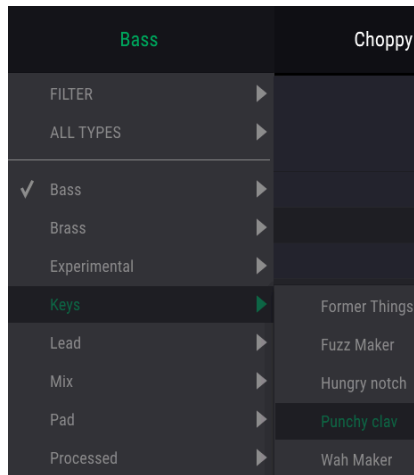 Bass
Choppy
FILTER
ALL TYPES
Bass
Brass
Experimental
Keys
Lead
Mix
Pad
Processed
Former Things
Fuzz Maker
Hungry notch
Punchy clav
Wah Maker